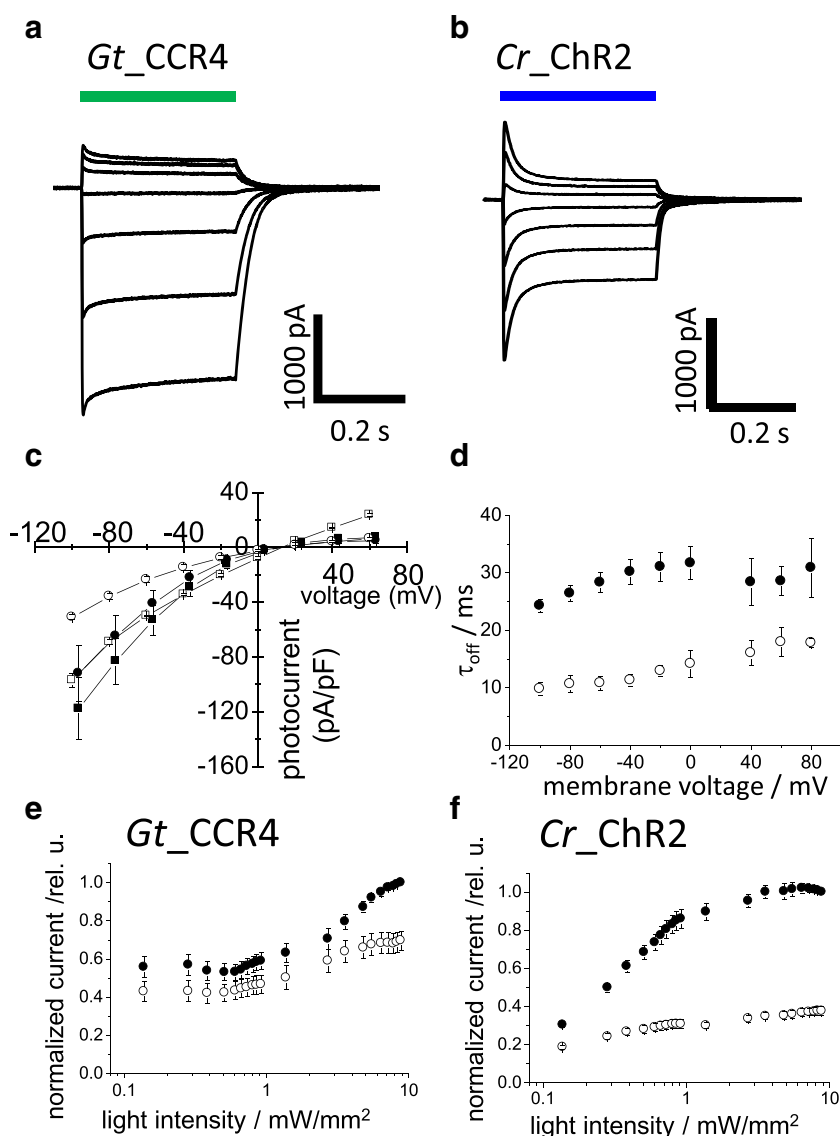 a
Gt_CCR4
1000 pA
0.2 s
b
Cr_ChR2
1000 pA
0.2 s
c
40
-120 -80 -40
0
40 80
voltage (mV)
-40
-80
-120
-160
photocurrent
(pA/pF)
d
40
30
20
10
0
τoff / ms
-120 -80 -40 0 40 80
membrane voltage / mV
e
Gt_CCR4
normalized current /rel. u.
1.0
0.8
0.6
0.4
0.2
0.0
0.1 1 10
light intensity / mW/mm²
f
Cr_ChR2
normalized current /rel. u.
1.0
0.8
0.6
0.4
0.2
0.0
0.1 1 10
light intensity / mW/mm²